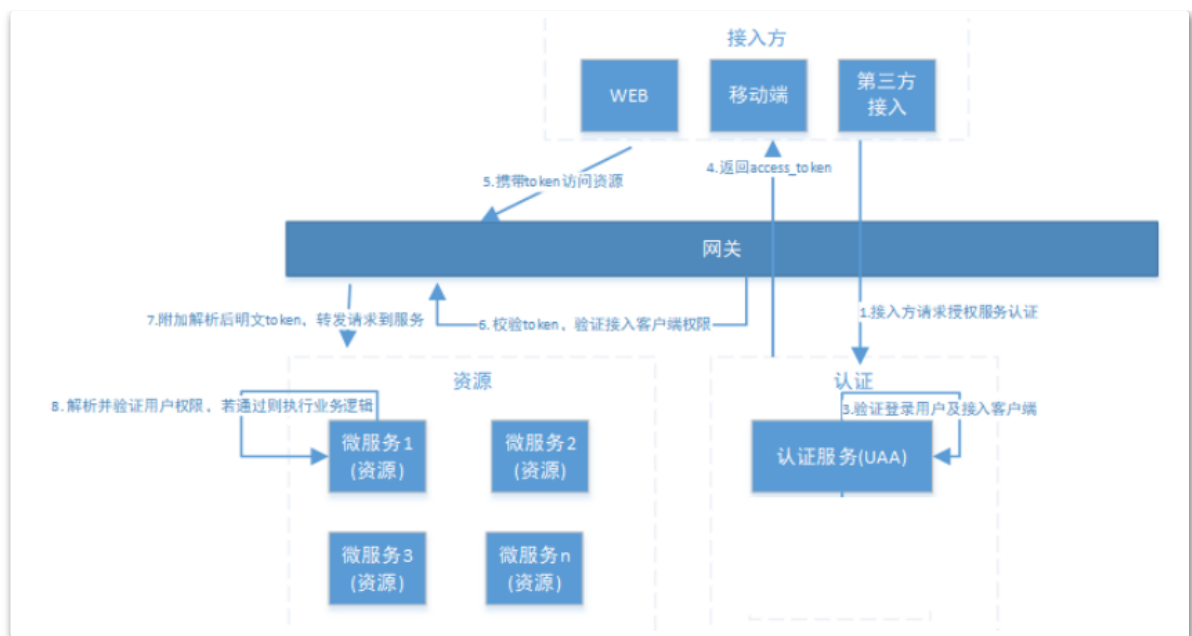 接入方
WEB
移动端
第三方
接入
4.返回access_token
5.携带token访问资源
网关
1.接入方请求授权服务认证
7.附加解析后明文token，转发请求到服务
6.校验token，验证接入客户端权限
资源
认证
8.解析并验证用户权限，若通过则执行业务逻辑
3.验证登录用户及接入客户端
微服务1
(资源)
微服务2
(资源)
认证服务(UAA)
微服务3
(资源)
微服务n
(资源)